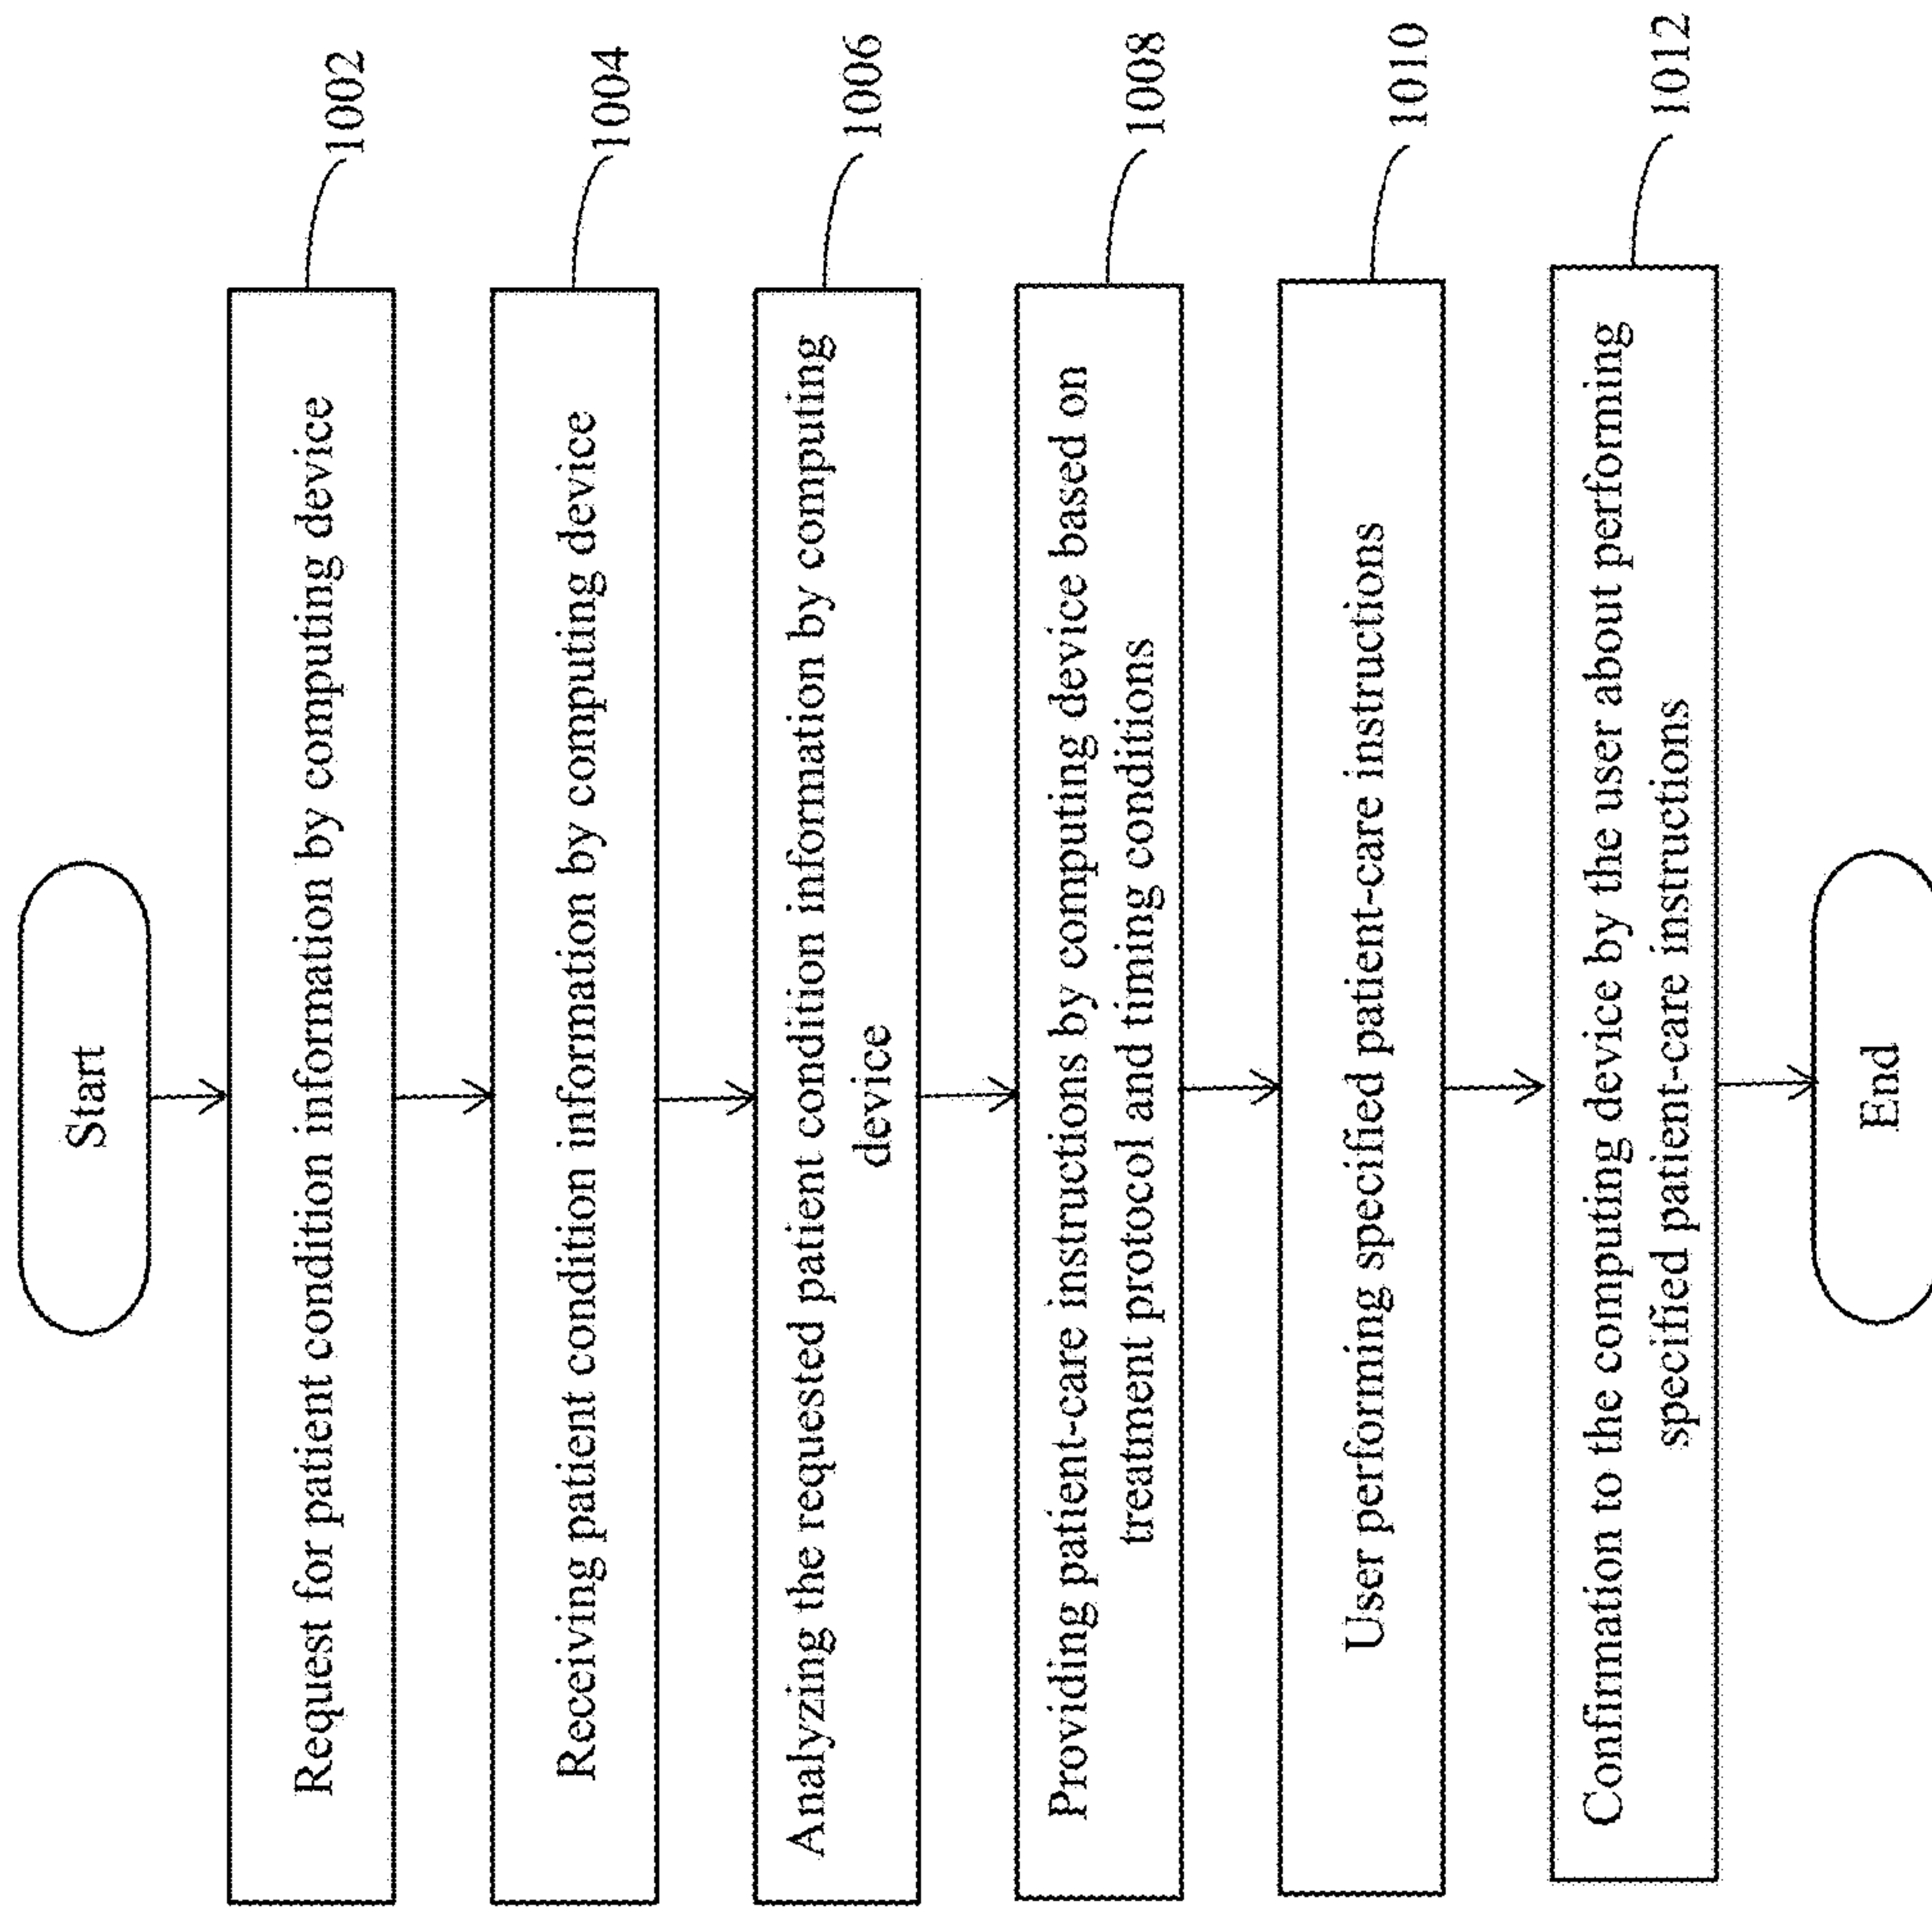 Start
Request for patient condition information by computing device
1002
Receiving patient condition information by computing device
1004
Analyzing the requested patient condition information by computing
device
1006
Providing patient-care instructions by computing device based on
treatment protocol and timing conditions
1008
User performing specified patient-care instructions
1010
Confirmation to the computing device by the user about performing
specified patient-care instructions
1012
End